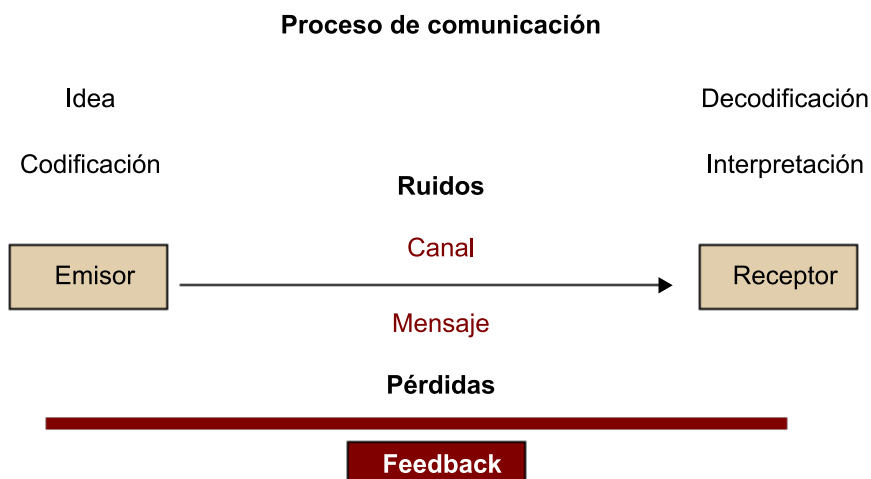 Proceso de comunicación
Idea
Decodificación
Codificación
Interpretación
Ruidos
Canal
Emisor
Receptor
Mensaje
Pérdidas
Feedback